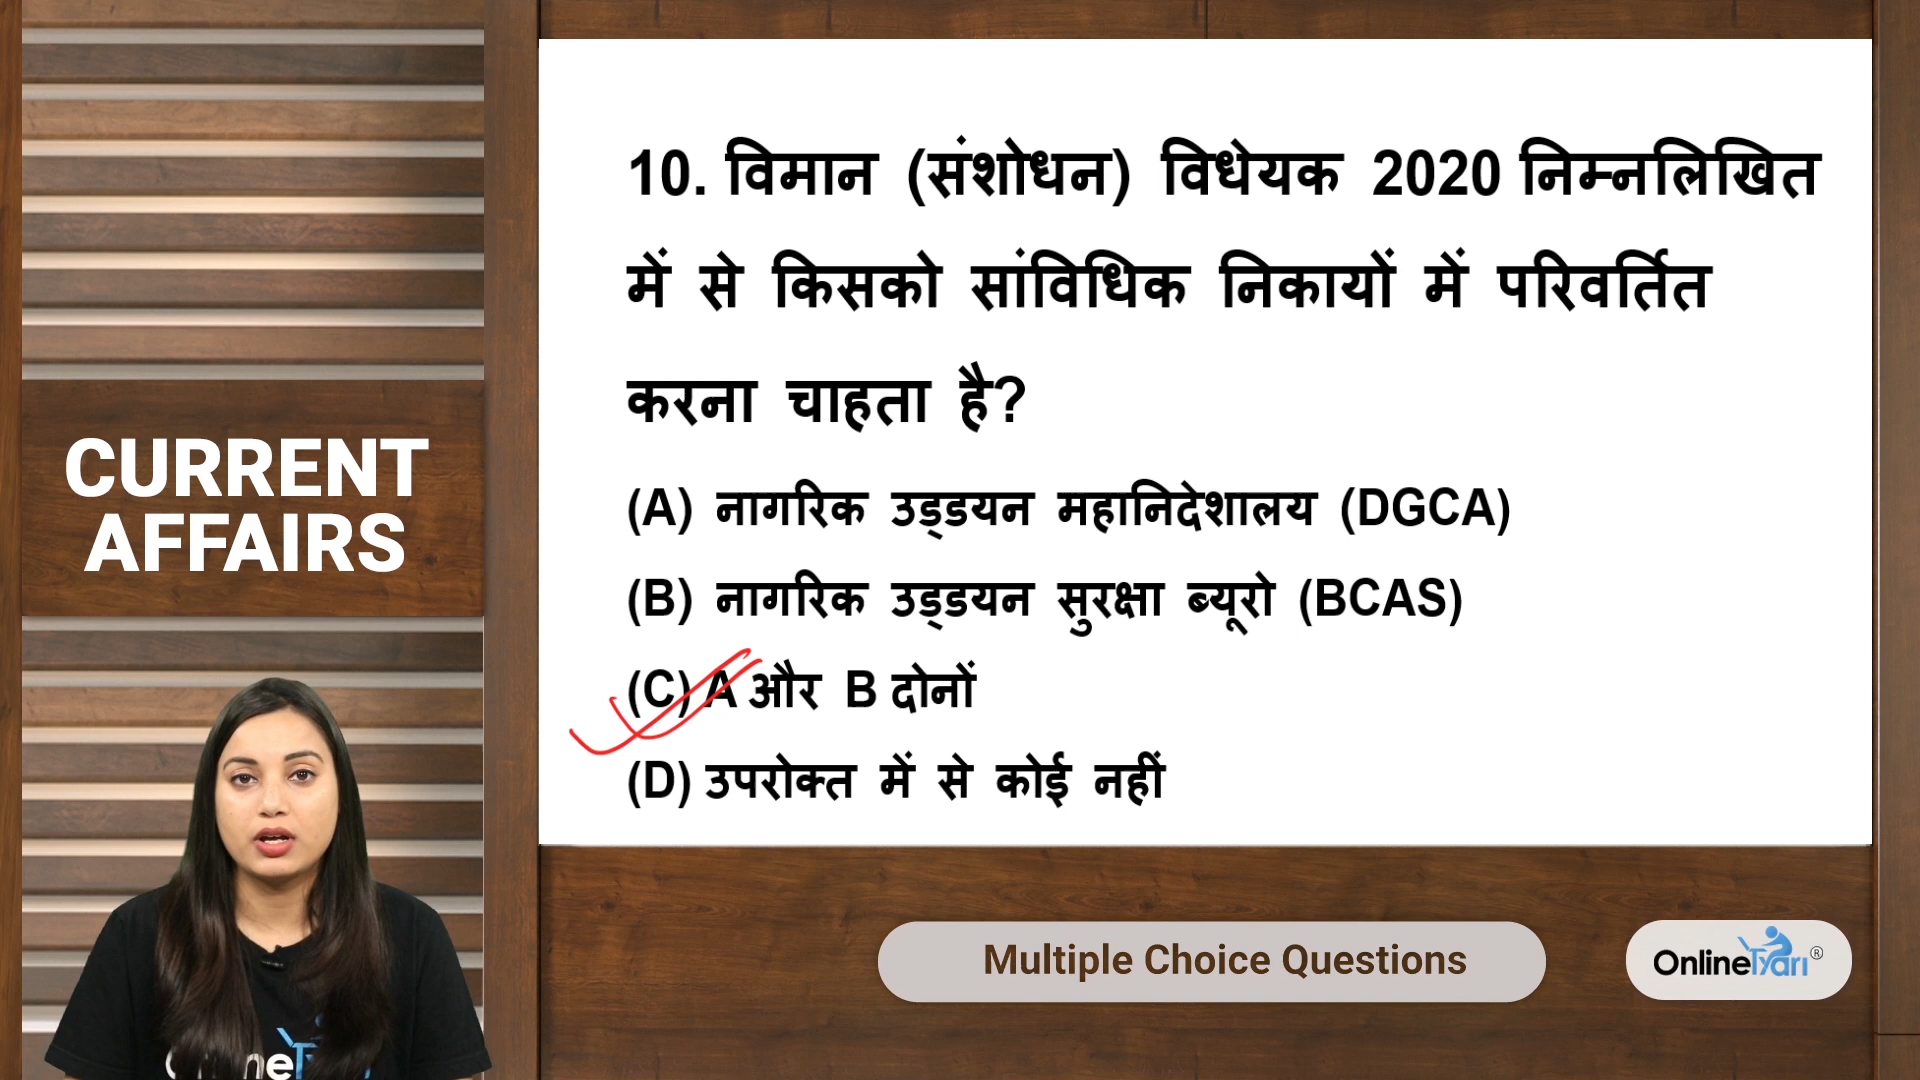 CURRENT
AFFAIRS
10. विमान (संशोधन) विधेयक 2020 निम्नलिखित
में से किसको सांविधिक निकायों में परिवर्तित
करना चाहता है?
(A) नागरिक उड्डयन महानिदेशालय (DGCA)
(B) नागरिक उड्डयन सुरक्षा ब्यूरो (BCAS)
(C) A और B दोनों
(D) उपरोक्त में से कोई नहीं
Multiple Choice Questions
OnlineTyari®